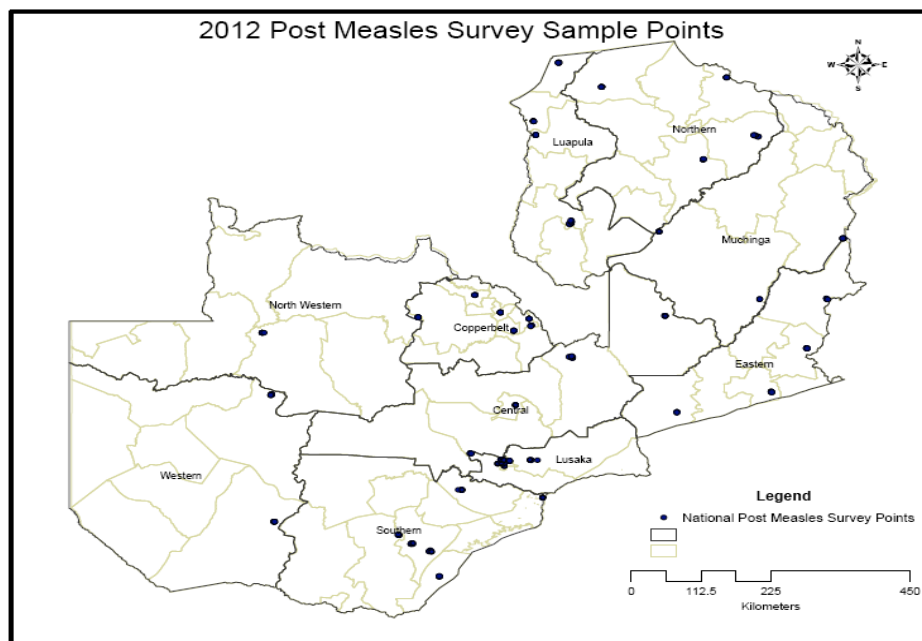 2012 Post Measles Survey Sample Points
N
W E
S
Northern
Luapula
Muchinga
North Western
Copperbelt
Eastern
Central
Lusaka
Western
Southern
Legend
National Post Measles Survey Points
0 112.5 225 450
Kilometers